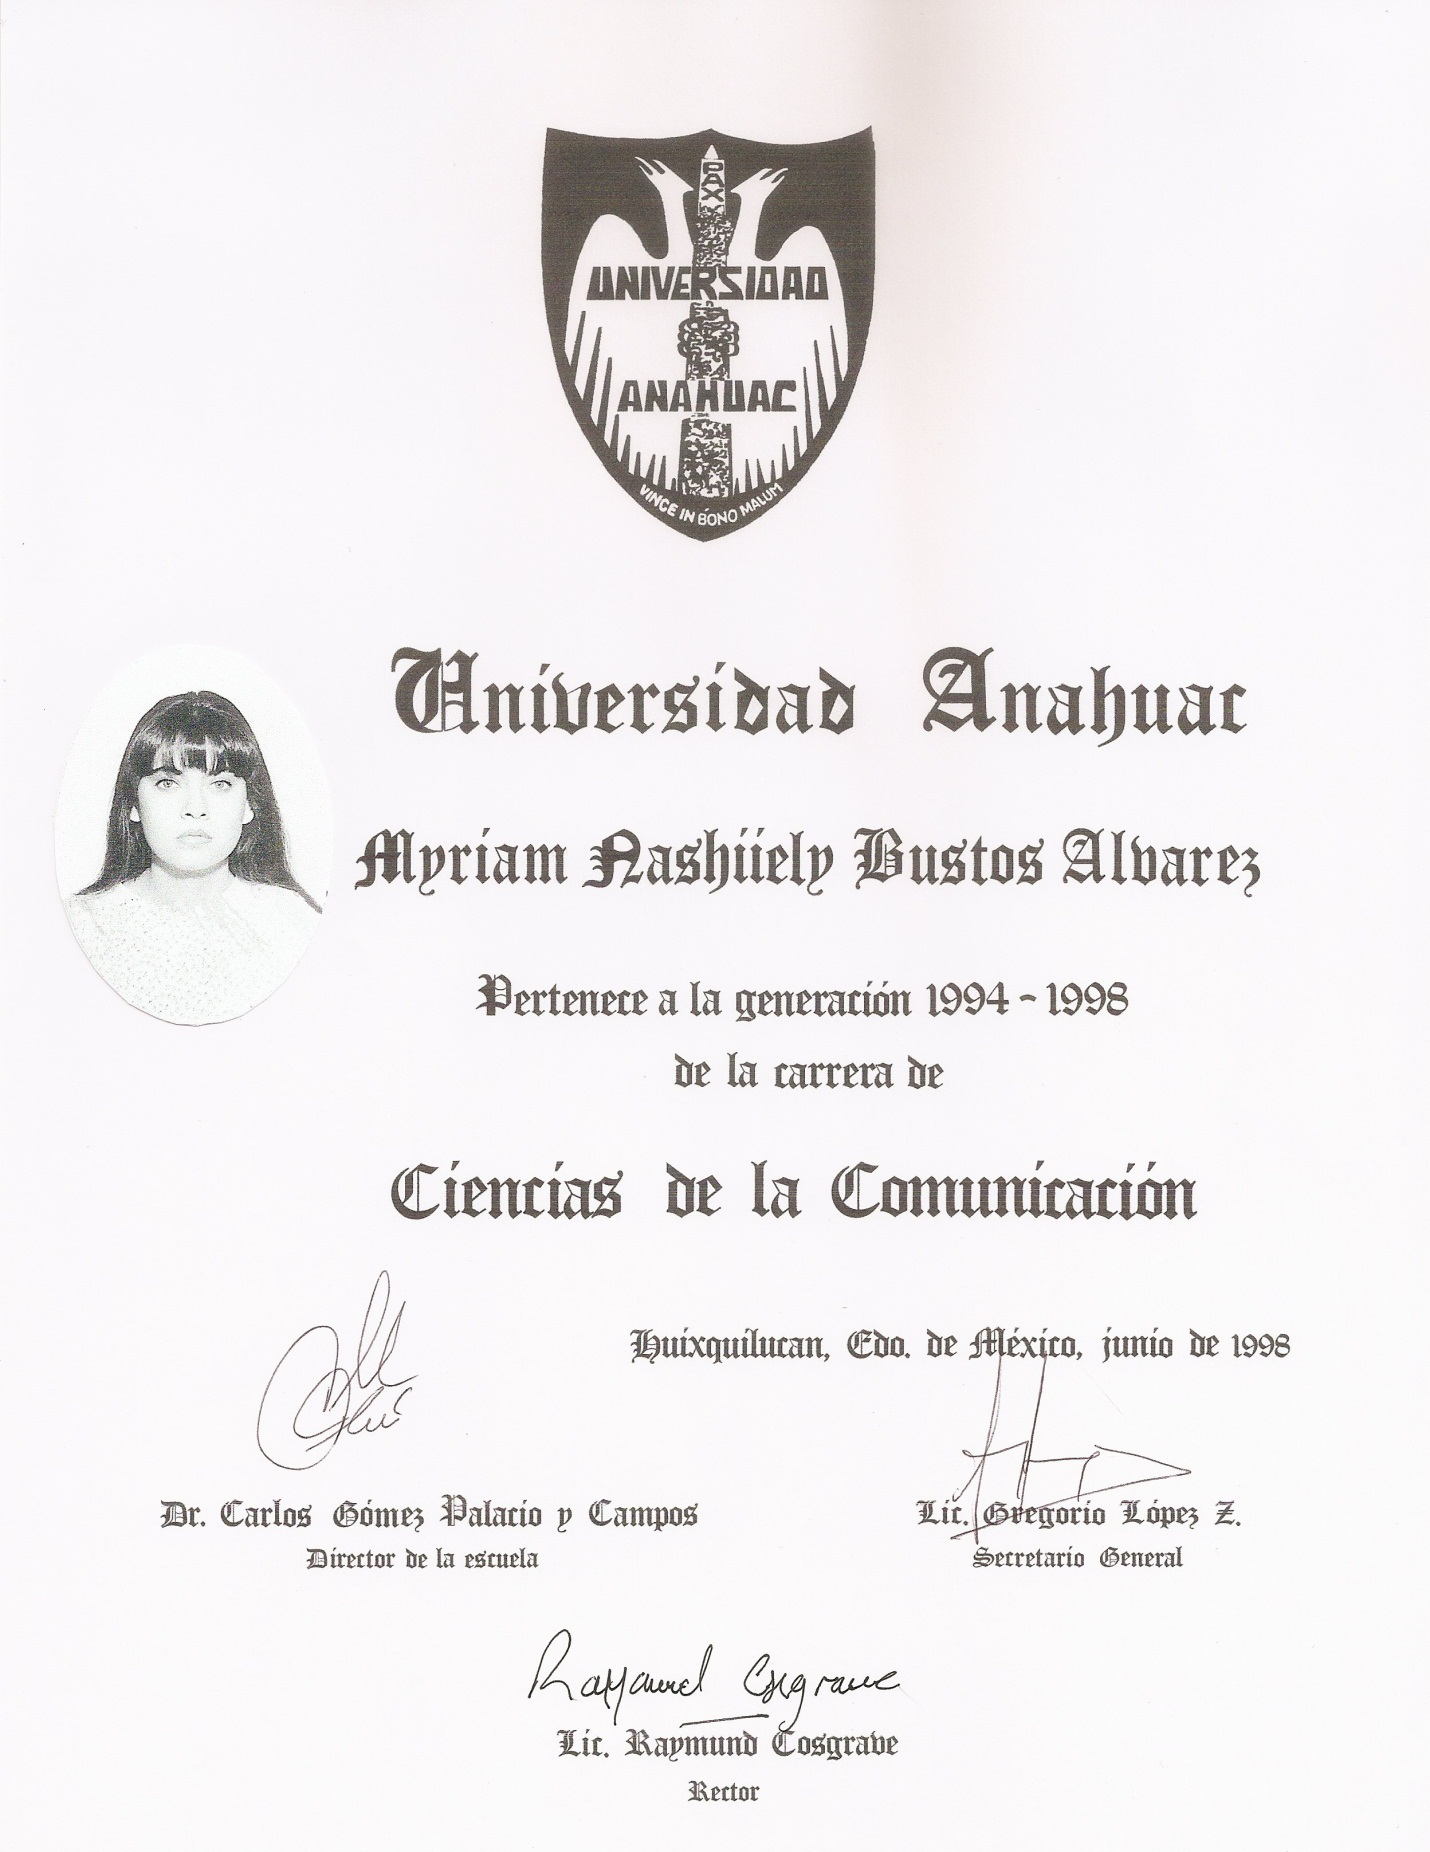 PAX
UNIVERSIDAD
ANAHUAC
VINCE IN BONO MALUM
Universidad Anahuac
Myriam Nashiiely Bustos Alvarez
Pertenece a la generación 1994 - 1998
de la carrera de
Ciencias de la Comunicación
Huixquilucan, Edo. de México, junio de 1998
Dr. Carlos Gómez Palacio y Campos
Lic. Gregorio López Z.
Director de la escuela
Secretario General
Raymund Cosgrave
Lic. Raymund Cosgrave
Rector